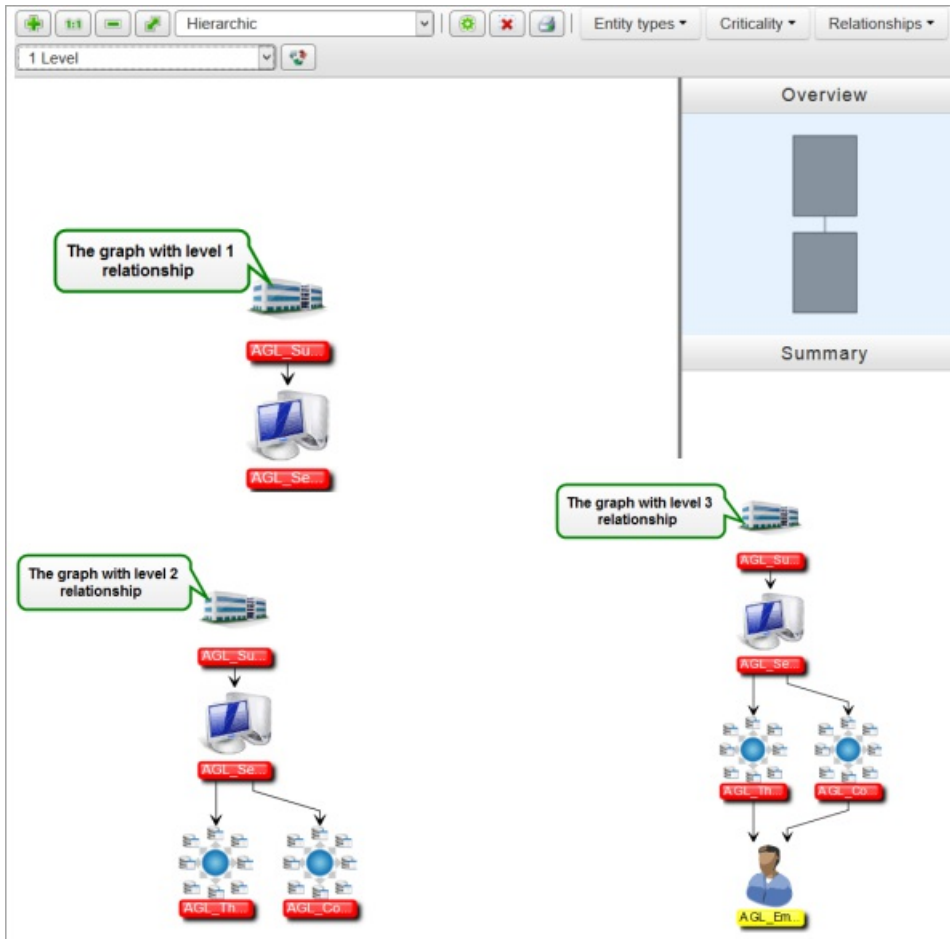 1:1
Hierarchic
Entity types
Criticality
Relationships
1 Level
Overview
The graph with level 1
relationship
AGL_Su...
Summary
AGL_Se...
The graph with level 3
relationship
AGL_Su...
The graph with level 2
relationship
AGL_Su...
AGL_Se...
AGL_Se...
AGL_Th...
AGL_Co...
AGL_Th...
AGL_Co...
AGL_Em...